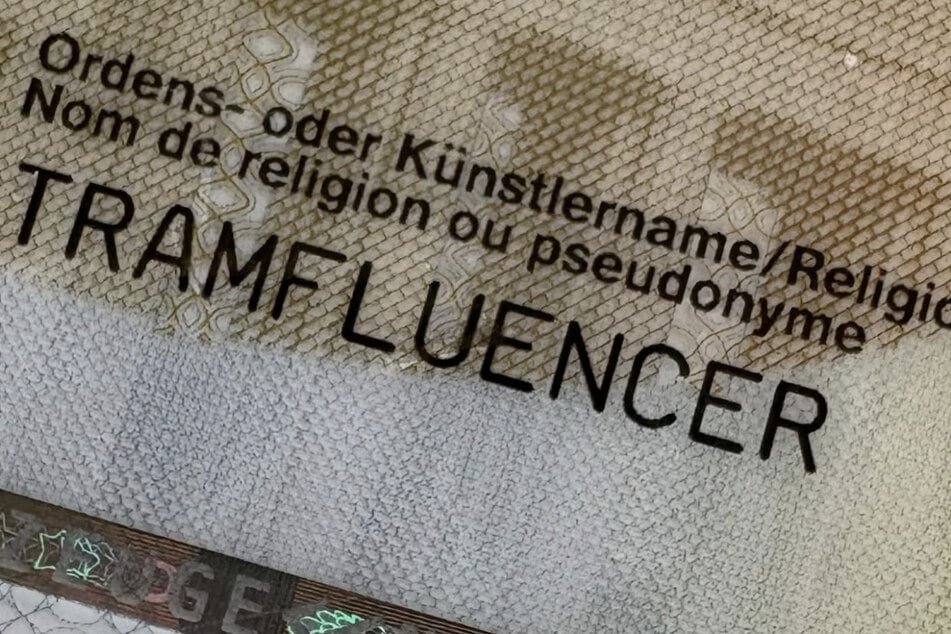 Ordens- oder Künstlername/Religio
Nom de religion ou pseudonyme
TRAMFLUENCER